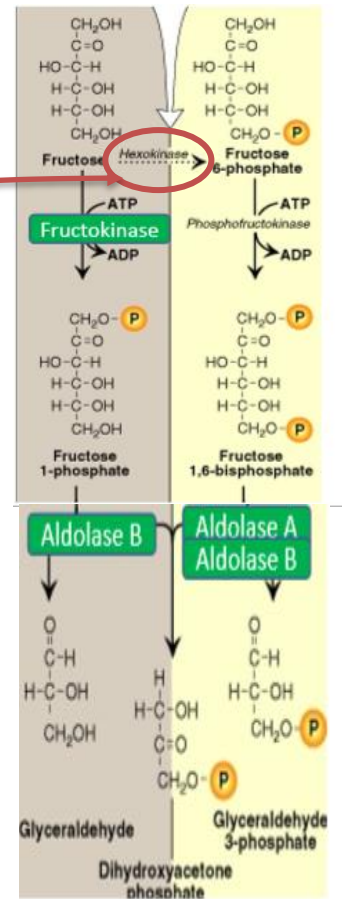 CH₂OH
C=O
HO-C-H
H-C-OH
H-C-OH
CH₂OH
Fructose
CH₂OH
C=O
HO-C-H
H-C-OH
H-C-OH
CH₂O-P
Fructose
6-phosphate
Hexokinase
ATP
Fructokinase
ADP
ATP
Phosphofructokinase
ADP
CH₂O-P
C=O
HO-C-H
H-C-OH
H-C-OH
CH₂OH
Fructose
1-phosphate
CH₂O-P
C=O
HO-C-H
H-C-OH
H-C-OH
CH₂O-P
Fructose
1,6-bisphosphate
Aldolase B
Aldolase A
Aldolase B
O
C-H
H-C-OH
CH₂OH
Glyceraldehyde
H
H-C-OH
C=O
CH₂O-P
Dihydroxyacetone
phosphate
O
C-H
H-C-OH
CH₂O-P
Glyceraldehyde
3-phosphate